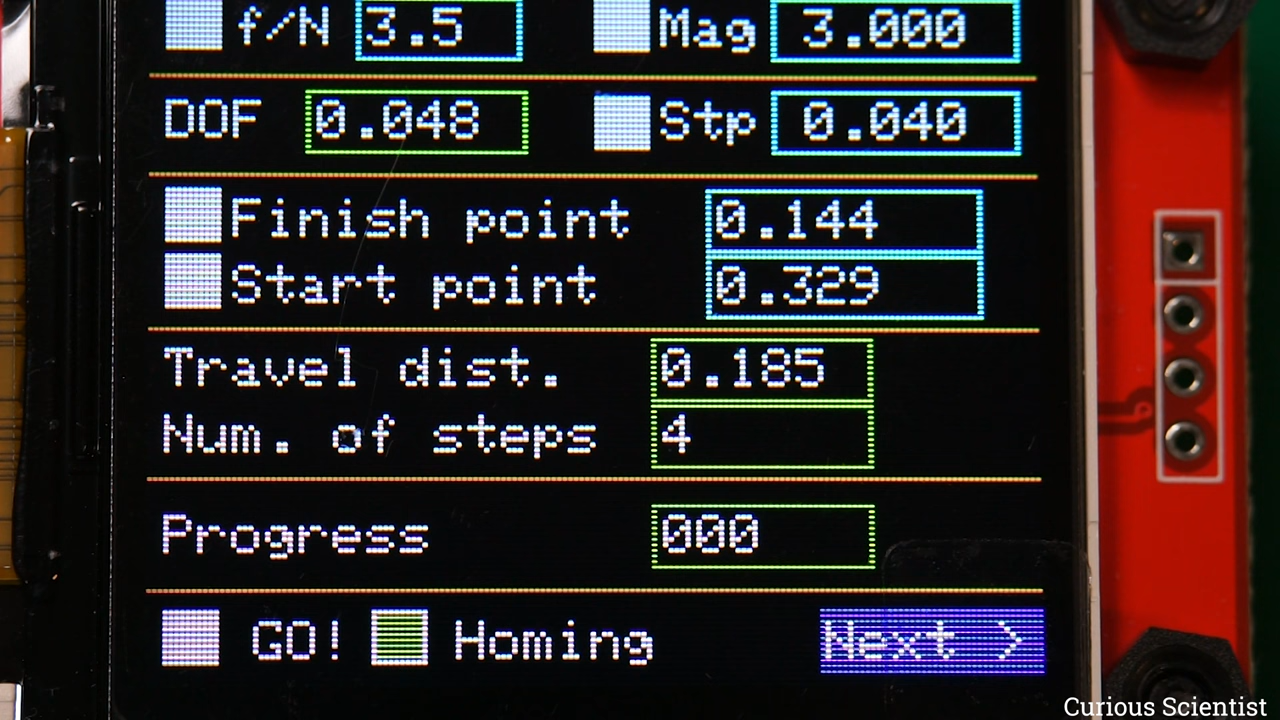 f/N 3.5 Mag 3.000
DOF 0.048 Stp 0.040
Finish point 0.144
Start point 0.329
Travel dist. 0.185
Num. of steps 4
Progress 000
GO! Homing Next >
Curious Scientist